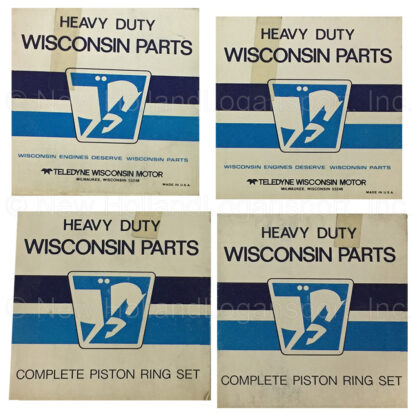 HEAVY DUTY
WISCONSIN PARTS
WISCONSIN ENGINES DESERVE WISCONSIN PARTS
TELEDYNE WISCONSIN MOTOR
MILWAUKEE, WISCONSIN 53246
MADE IN U.S.A.
HEAVY DUTY
WISCONSIN PARTS
WISCONSIN ENGINES DESERVE WISCONSIN PARTS
TELEDYNE WISCONSIN MOTOR
MILWAUKEE, WISCONSIN 53246
MADE IN U.S.A.
HEAVY DUTY
WISCONSIN PARTS
COMPLETE PISTON RING SET
HEAVY DUTY
WISCONSIN PARTS
COMPLETE PISTON RING SET